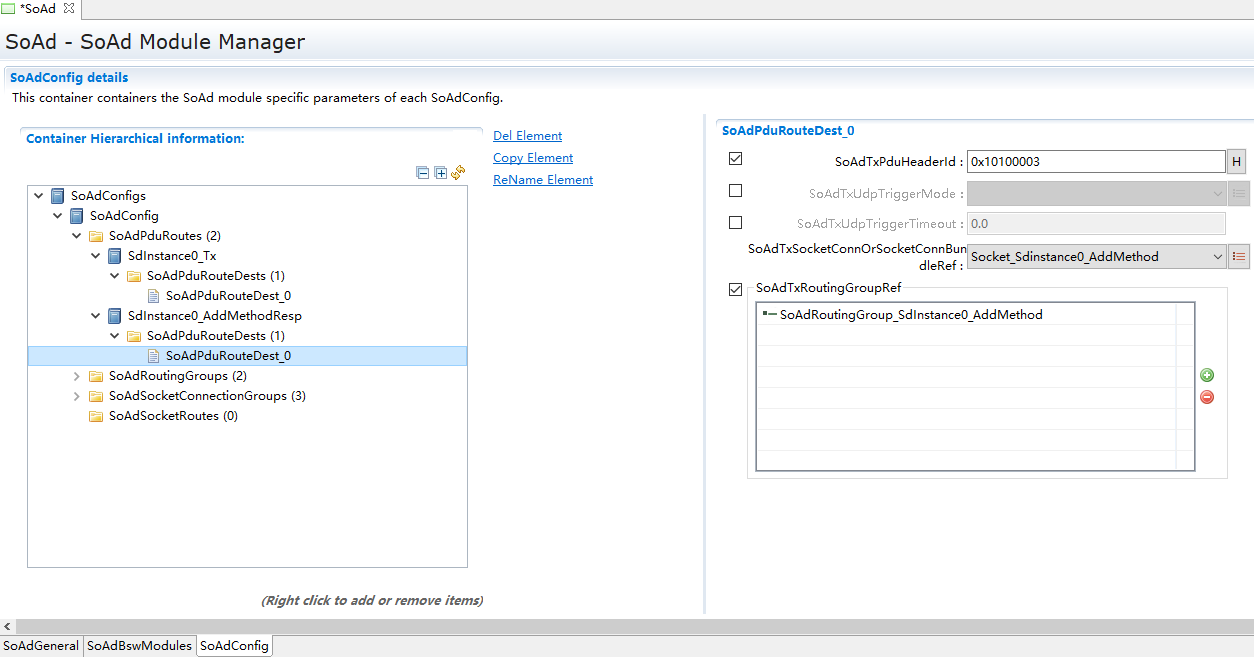 *SoAd
SoAd - SoAd Module Manager
SoAdConfig details
This container containers the SoAd module specific parameters of each SoAdConfig.
Container Hierarchical information:
Del Element
Copy Element
ReName Element
SoAdConfigs
SoAdConfig
SoAdPduRoutes (2)
SdInstance0_Tx
SoAdPduRouteDests (1)
SoAdPduRouteDest_0
SdInstance0_AddMethodResp
SoAdPduRouteDests (1)
SoAdPduRouteDest_0
SoAdRoutingGroups (2)
SoAdSocketConnectionGroups (3)
SoAdSocketRoutes (0)
(Right click to add or remove items)
SoAdPduRouteDest_0
SoAdTxPduHeaderId : 0x10100003 H
SoAdTxUdpTriggerMode :
SoAdTxUdpTriggerTimeout : 0.0
SoAdTxSocketConnOrSocketConnBun
dleRef : Socket_Sdinstance0_AddMethod
SoAdTxRoutingGroupRef
SoAdRoutingGroup_SdInstance0_AddMethod
SoAdGeneral SoAdBswModules SoAdConfig